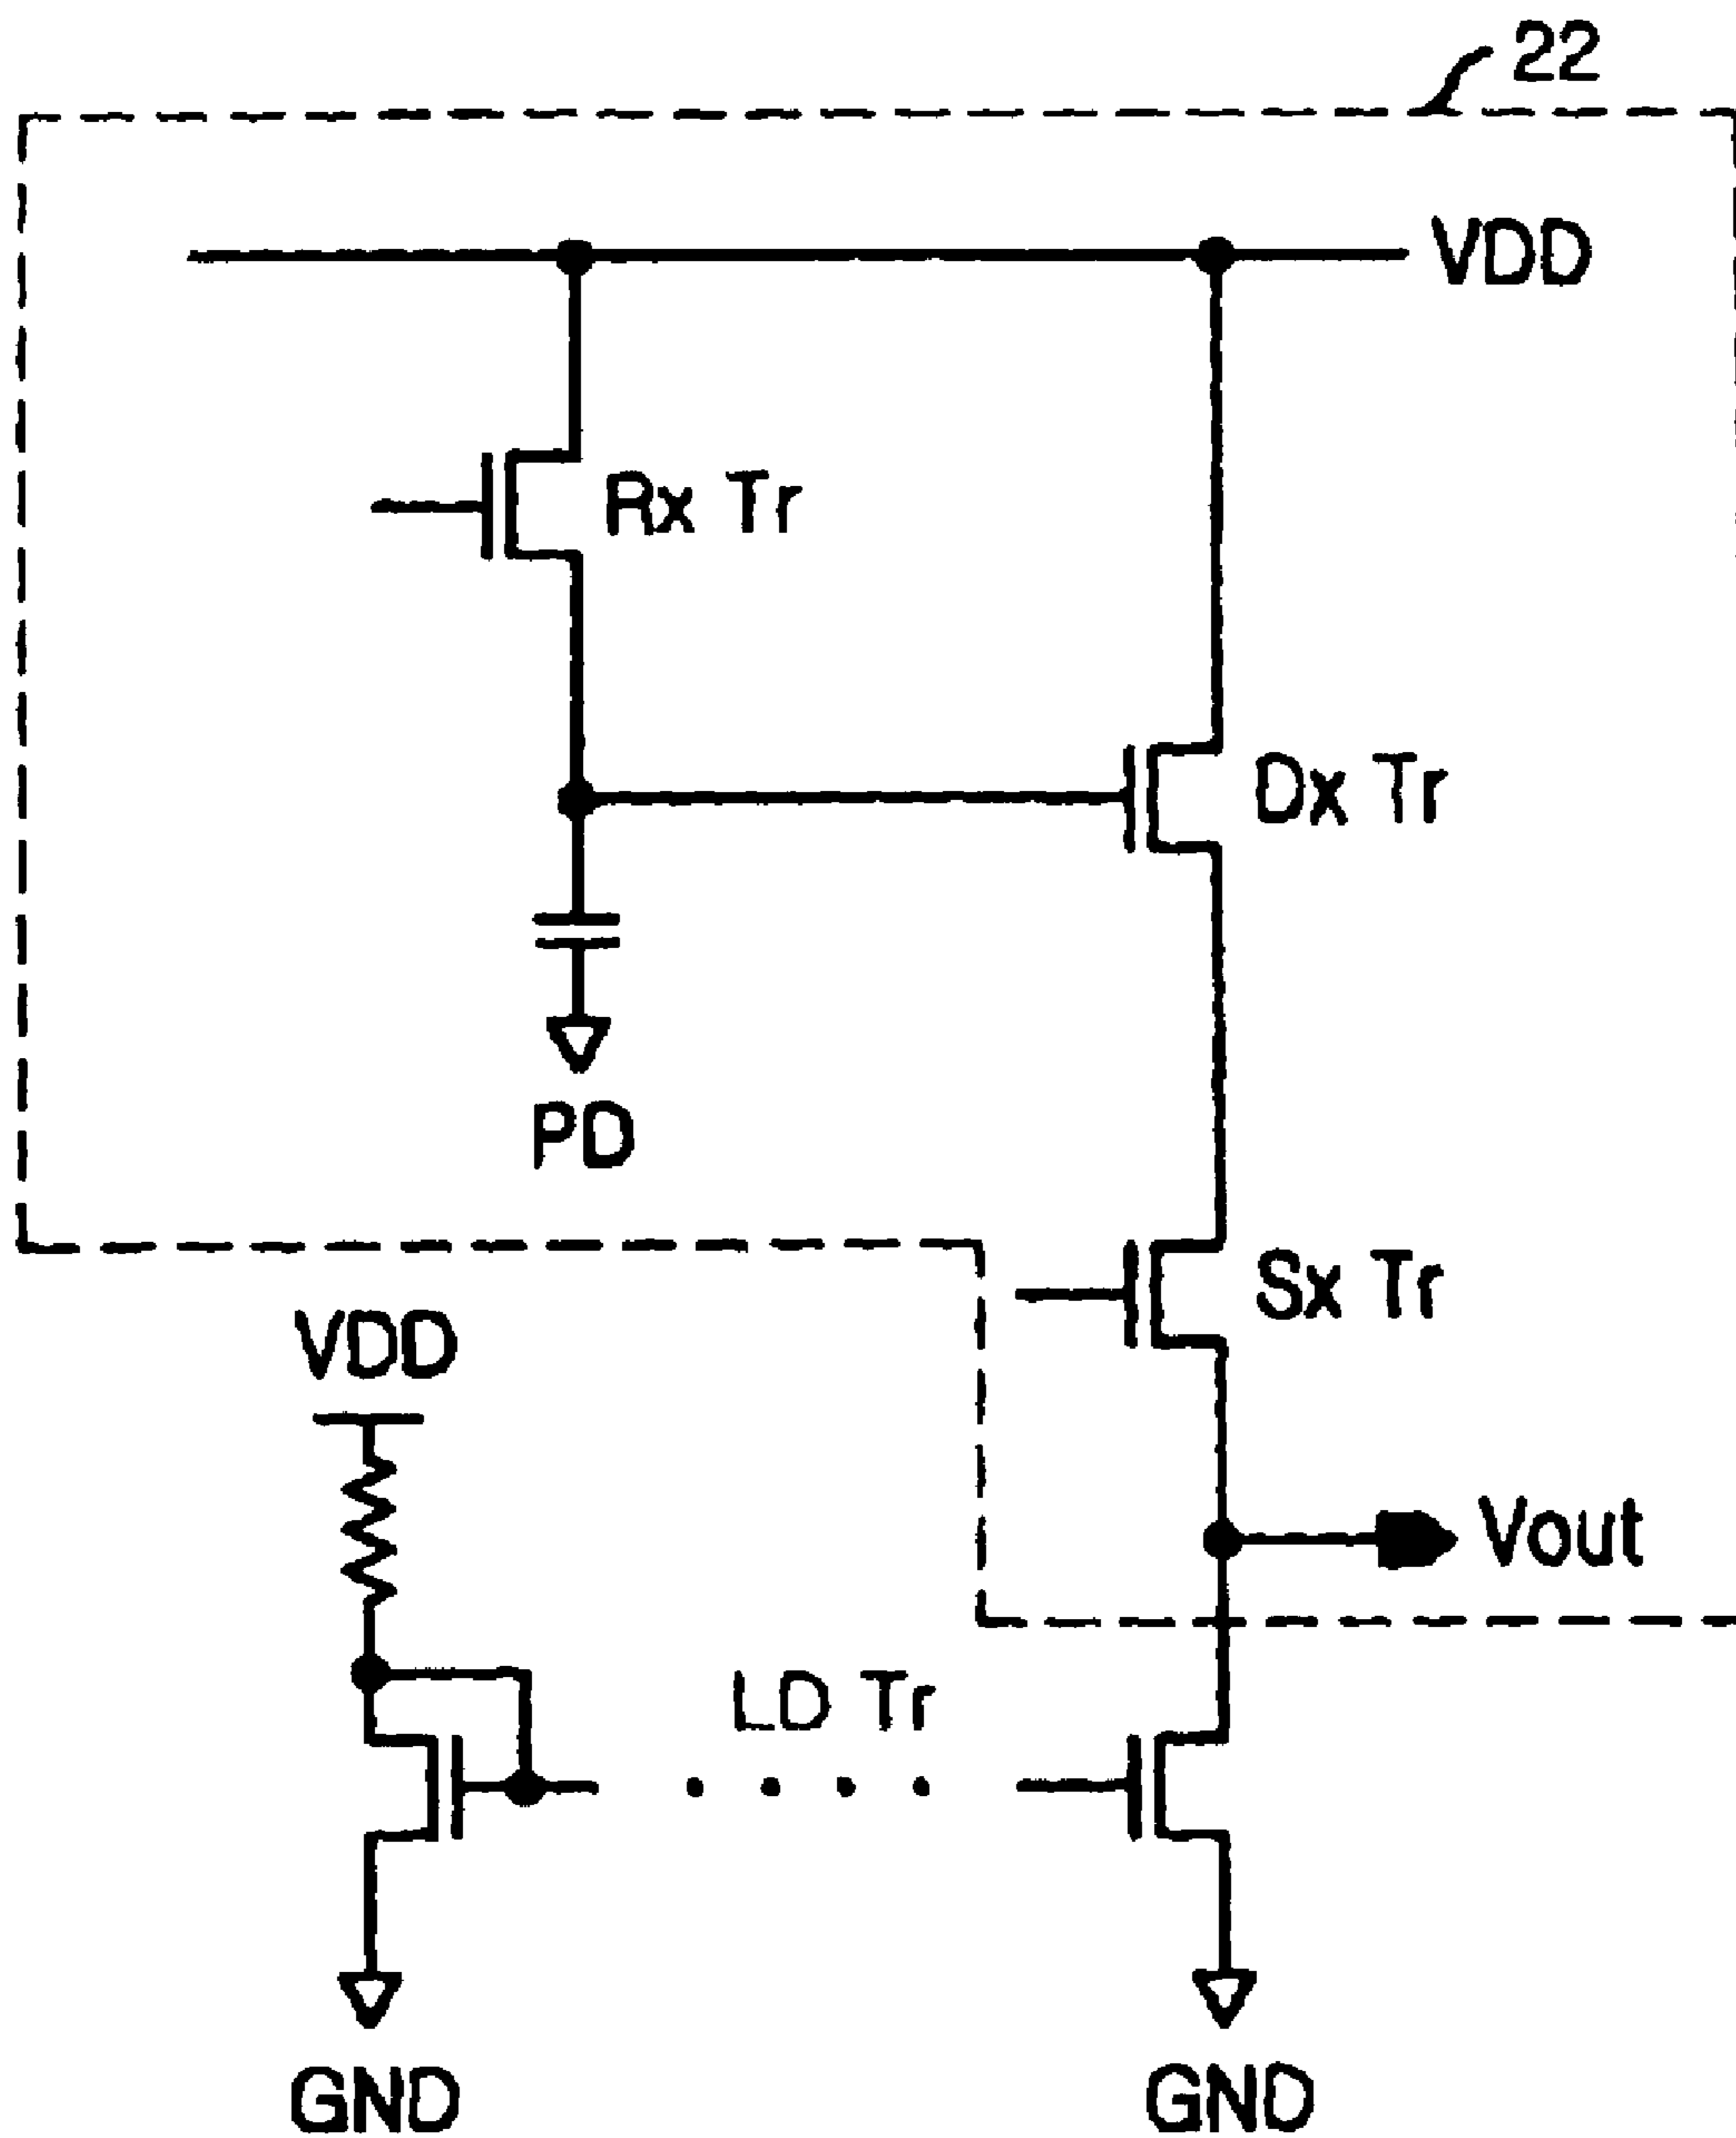 22
VDD
Rx Tr
Dx Tr
PD
Sx Tr
VDD
Vout
LD Tr
GND
GND